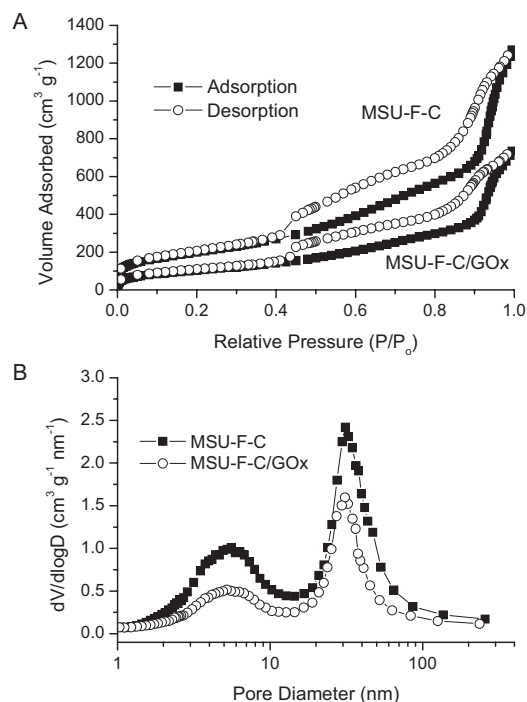 A
1400
1200
1000
800
600
400
200
0
Volume Adsorbed (cm³ g⁻¹)
Adsorption
Desorption
MSU-F-C
MSU-F-C/GOx
0.0 0.2 0.4 0.6 0.8 1.0
Relative Pressure (P/Pₒ)
B
3.0
2.5
2.0
1.5
1.0
0.5
0.0
dV/dlogD (cm³ g⁻¹ nm⁻¹)
MSU-F-C
MSU-F-C/GOx
1 10 100
Pore Diameter (nm)